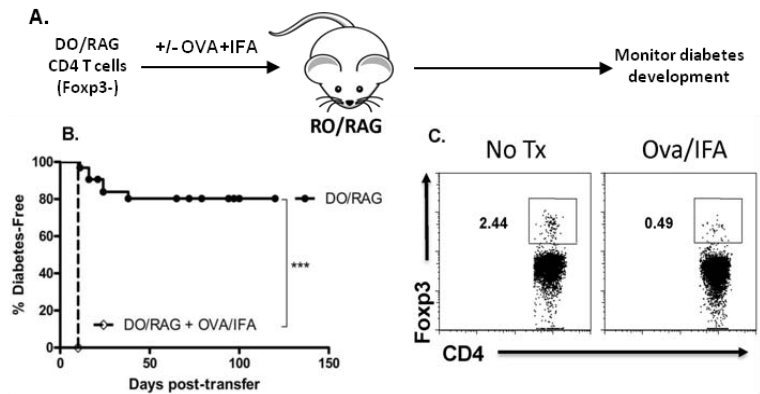 A.
DO/RAG
CD4 T cells
(Foxp3-)
+/- OVA+IFA
RO/RAG
Monitor diabetes
development
B.
% Diabetes-Free
100
80
60
40
20
0
DO/RAG
***
DO/RAG + OVA/IFA
0 50 100 150
Days post-transfer
C.
No Tx Ova/IFA
2.44 0.49
Foxp3
CD4